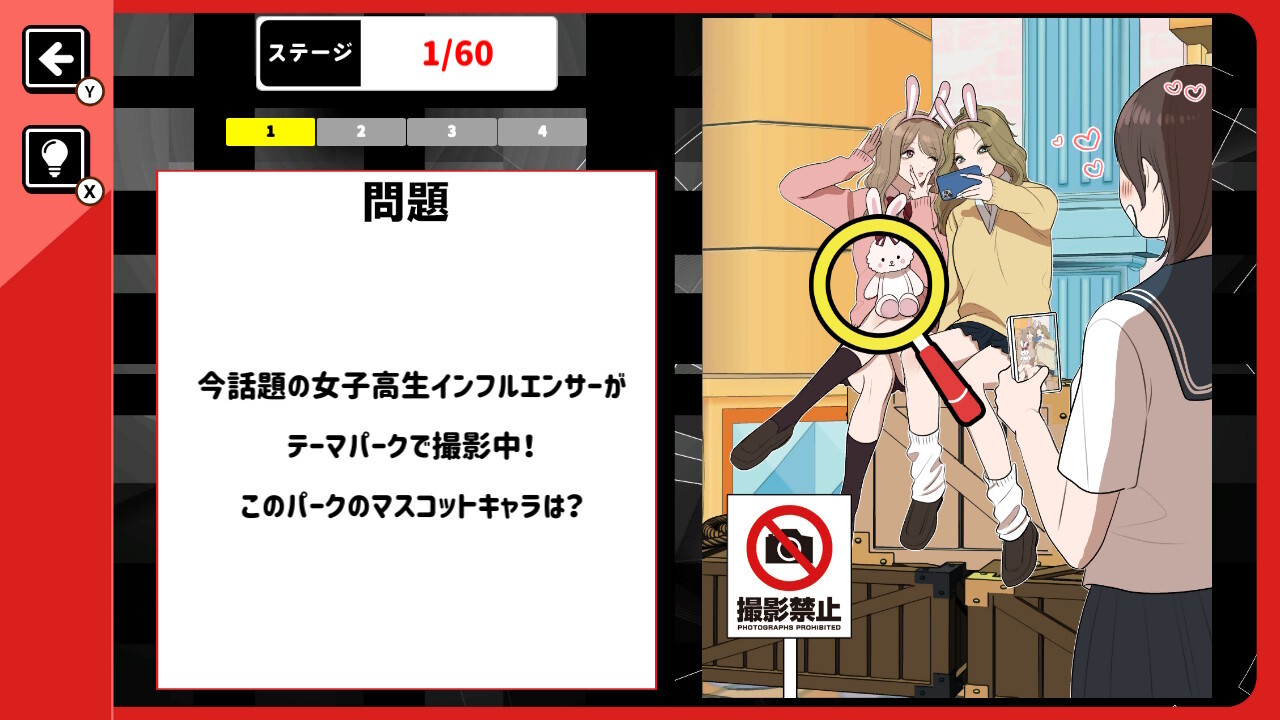 Y
X
ステージ
1/60
1
2
3
4
問題
今話題の女子高生インフルエンサーが
テーマパークで撮影中!
このパークのマスコットキャラは?
撮影禁止
PHOTOGRAPHS PROHIBITED